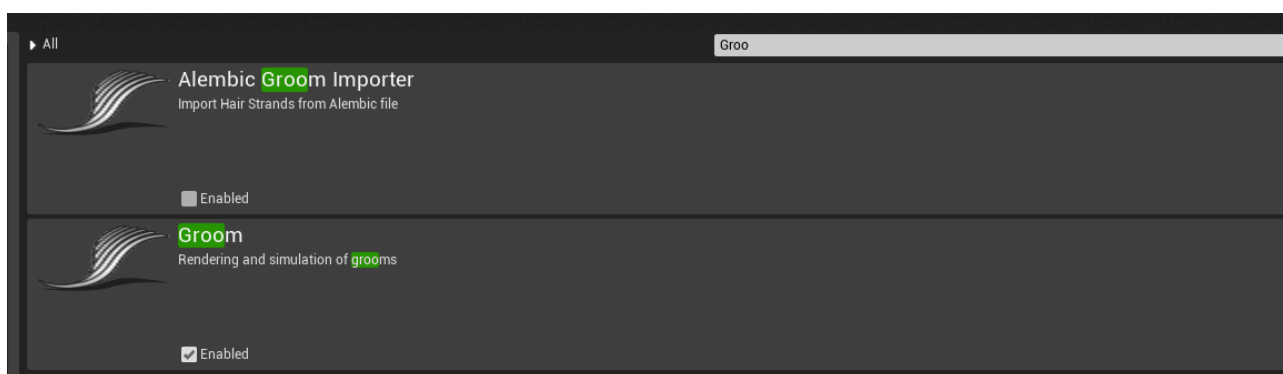 All
Groo
Alembic Groom Importer
Import Hair Strands from Alembic file
Enabled
Groom
Rendering and simulation of grooms
Enabled